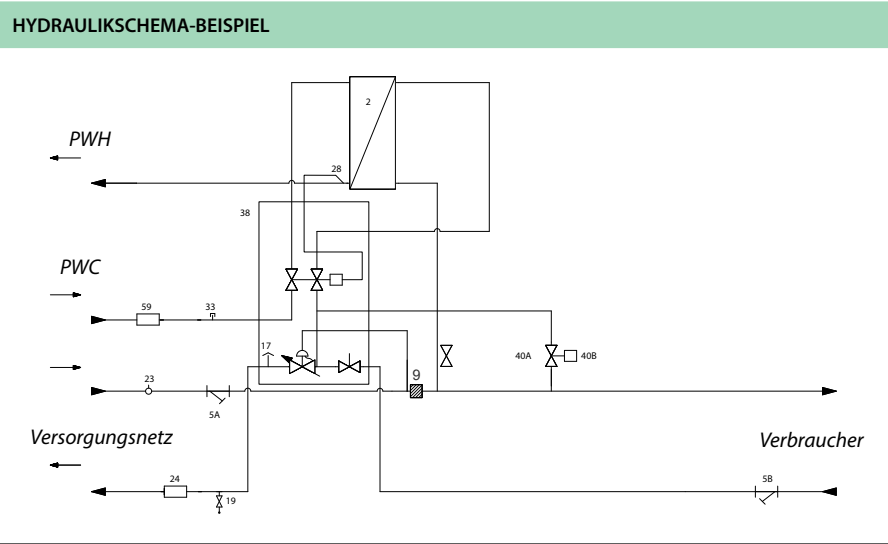 HYDRAULIKSCHEMA-BEISPIEL
2
PWH
28
38
PWC
59
33
17
40A
40B
9
23
5A
Versorgungsnetz
Verbraucher
24
19
5B